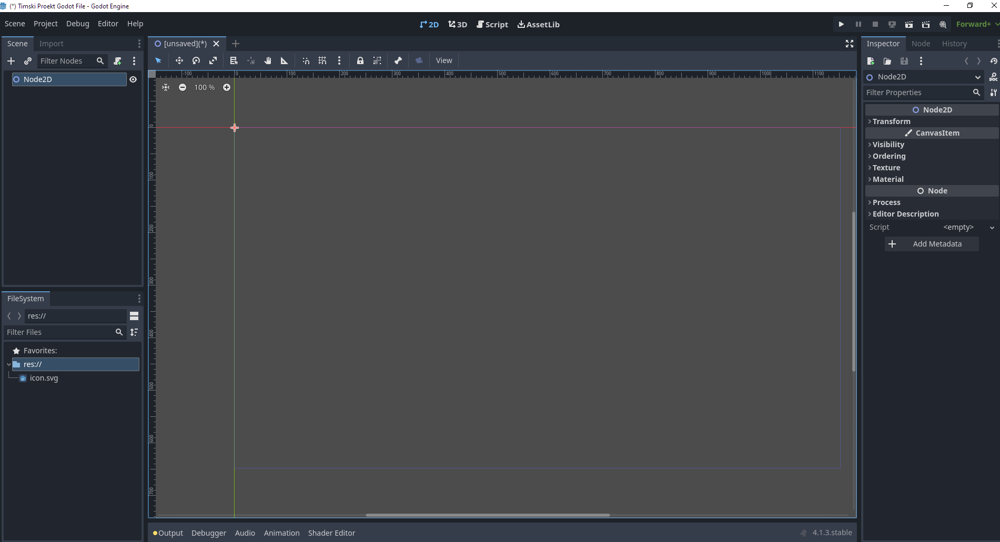 (*) Timski Proekt Godot File - Godot Engine
Scene Project Debug Editor Help
2D 3D Script AssetLib
Forward+
Scene Import
Filter Nodes
Node2D
[unsaved](*)
View
-100 0 100 200 300 400 500 600 700 800 900 1000 1100
100 %
0
100
200
300
400
500
600
700
FileSystem
res://
Filter Files
Favorites:
res://
icon.svg
Output Debugger Audio Animation Shader Editor
4.1.3.stable
Inspector Node History
Node2D
DOC
Filter Properties
Node2D
Transform
CanvasItem
Visibility
Ordering
Texture
Material
Node
Process
Editor Description
Script <empty>
Add Metadata